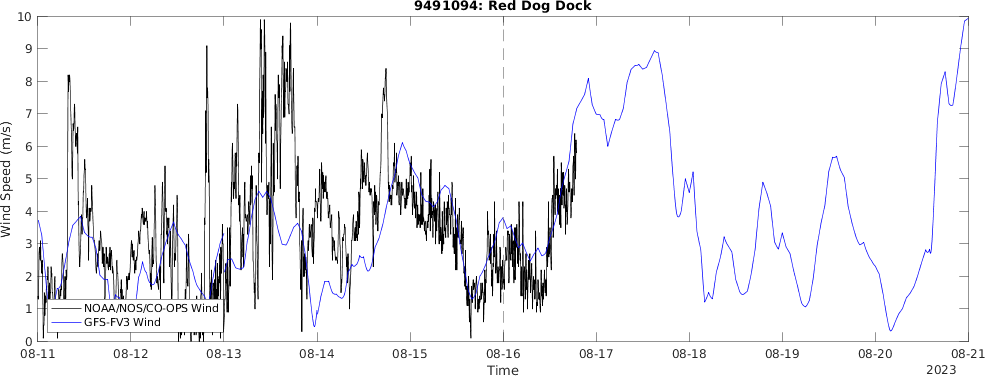 9491094: Red Dog Dock
Wind Speed (m/s)
10
9
8
7
6
5
4
3
2
1
0
NOAA/NOS/CO-OPS Wind
GFS-FV3 Wind
08-11 08-12 08-13 08-14 08-15 08-16 08-17 08-18 08-19 08-20 08-21
Time
2023